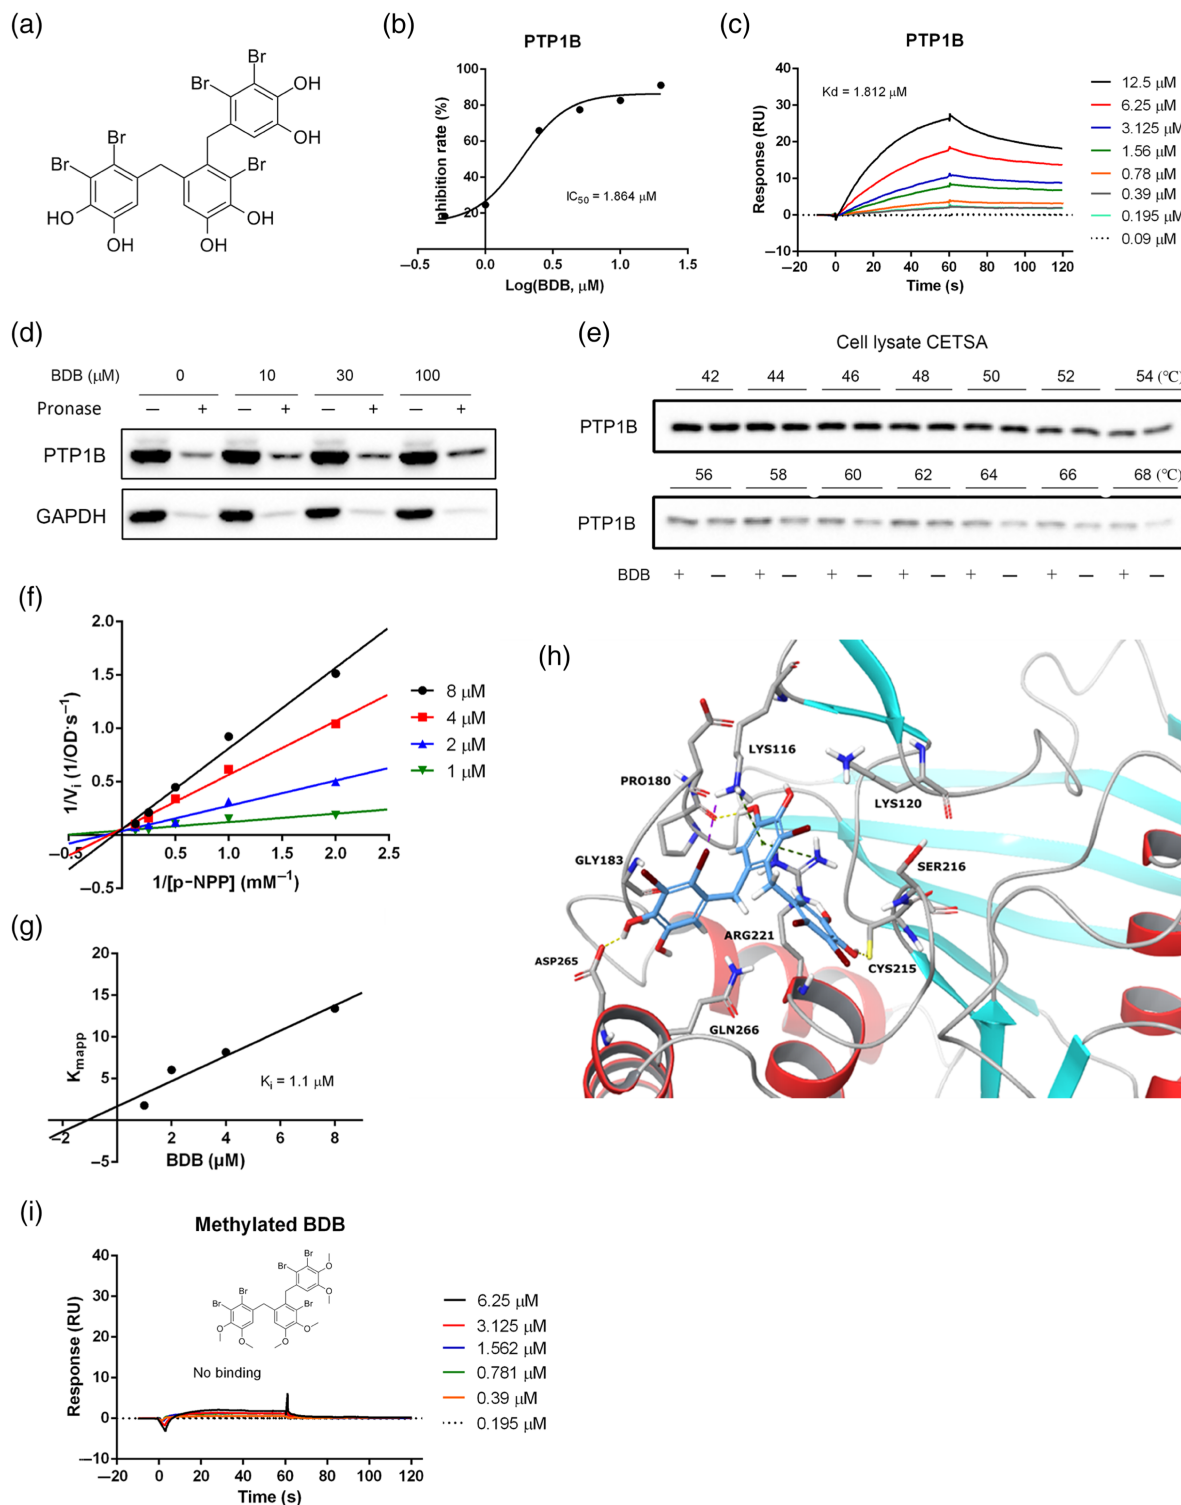 (a)
Br
Br
OH
OH
Br
Br
Br
HO
OH
OH
OH
(b)
PTP1B
Inhibition rate (%)
100
80
60
40
20
IC50 = 1.864 μM
−0.5 0.0 0.5 1.0 1.5
Log(BDB, μM)
(c)
PTP1B
Response (RU)
40
30
20
10
0
−10
Kd = 1.812 μM
−20 0 20 40 60 80 100 120
Time (s)
12.5 μM
6.25 μM
3.125 μM
1.56 μM
0.78 μM
0.39 μM
0.195 μM
0.09 μM
(d)
BDB (μM) 0 10 30 100
Pronase — + — + — + — +
PTP1B
GAPDH
(e)
Cell lysate CETSA
42 44 46 48 50 52 54 (℃)
PTP1B
56 58 60 62 64 66 68 (℃)
PTP1B
BDB + — + — + — + — + — + — + —
(f)
1/Vi (1/OD·s−1)
2.0
1.5
1.0
0.5
−0.5
−0.5 0.5 1.0 1.5 2.0 2.5
1/[p−NPP] (mM−1)
8 μM
4 μM
2 μM
1 μM
(g)
Kmapp
20
15
10
5
−5
−2 2 4 6 8
Ki = 1.1 μM
BDB (μM)
(h)
LYS116
PRO180
LYS120
GLY183
SER216
ARG221
ASP265
CYS215
GLN266
(i)
Methylated BDB
Response (RU)
40
30
20
10
0
−10
Br
Br
O
O
Br
Br
Br
O
O
O
O
No binding
−20 0 20 40 60 80 100 120
Time (s)
6.25 μM
3.125 μM
1.562 μM
0.781 μM
0.39 μM
0.195 μM